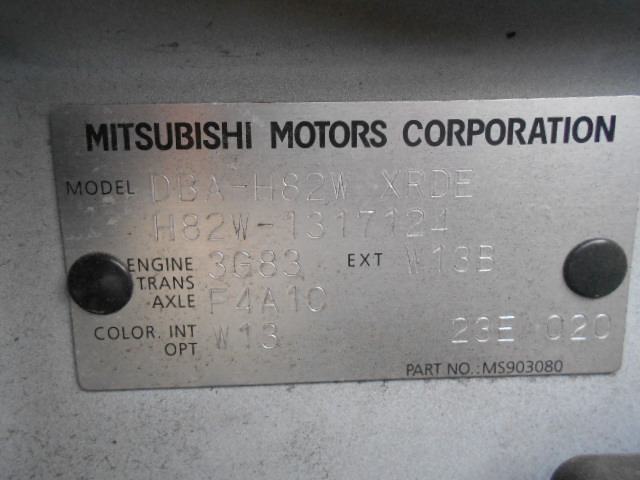 MITSUBISHI MOTORS CORPORATION
MODEL DBA-H82W XRDE
H82W-1317124
ENGINE 3G83 EXT W13B
TRANS
AXLE F4A10
COLOR. INT W13 23E 020
OPT
PART NO.: MS903080